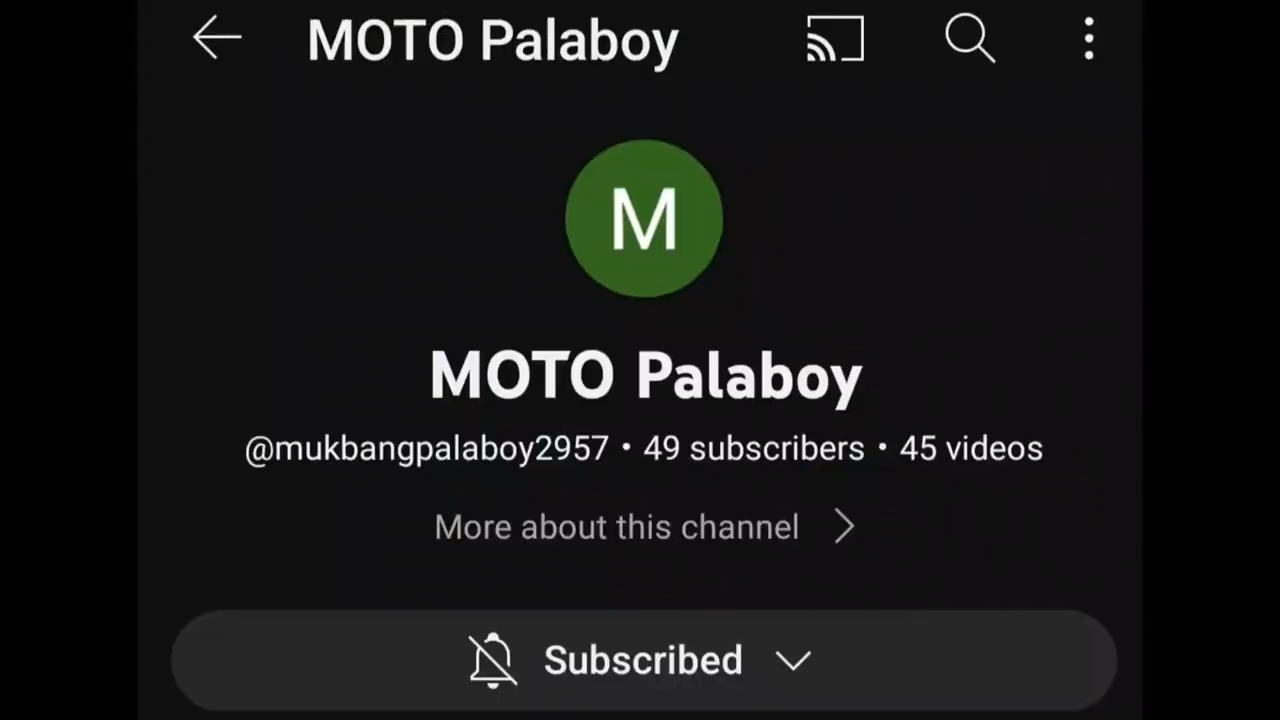 MOTO Palaboy
M
MOTO Palaboy
@mukbangpalaboy2957 • 49 subscribers • 45 videos
More about this channel
Subscribed